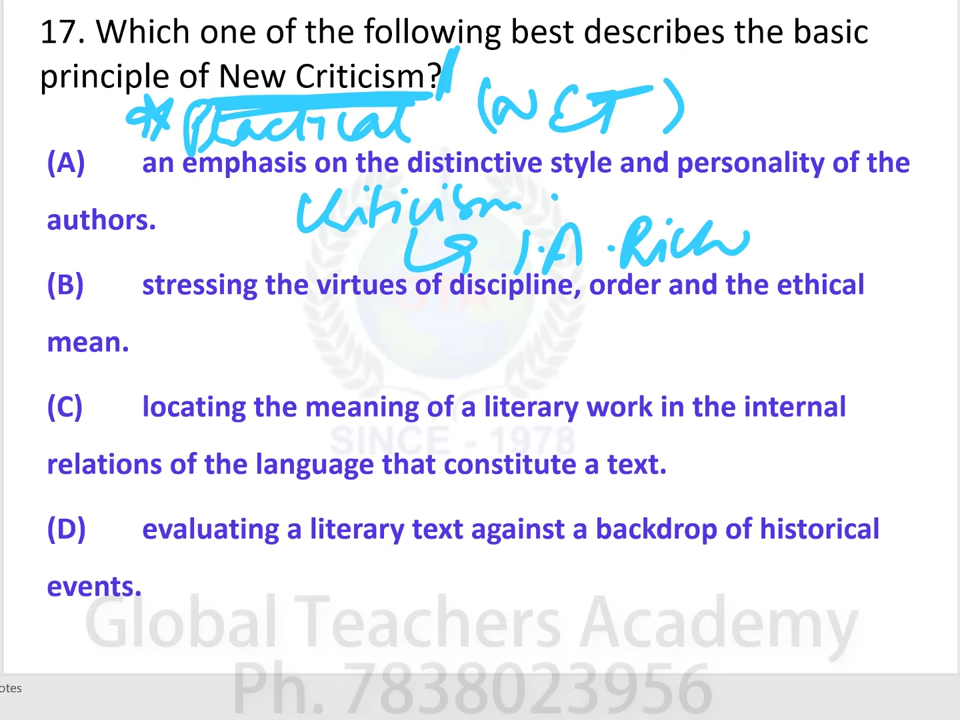 17. Which one of the following best describes the basic
principle of New Criticism?
* Practical (NET)
(A) an emphasis on the distinctive style and personality of the
Criticism.
authors.
I.A. Rich
(B) stressing the virtues of discipline, order and the ethical
mean.
(C) locating the meaning of a literary work in the internal
SINCE - 1978
relations of the language that constitute a text.
(D) evaluating a literary text against a backdrop of historical
events.
Global Teachers Academy
Ph. 7838023956
otes